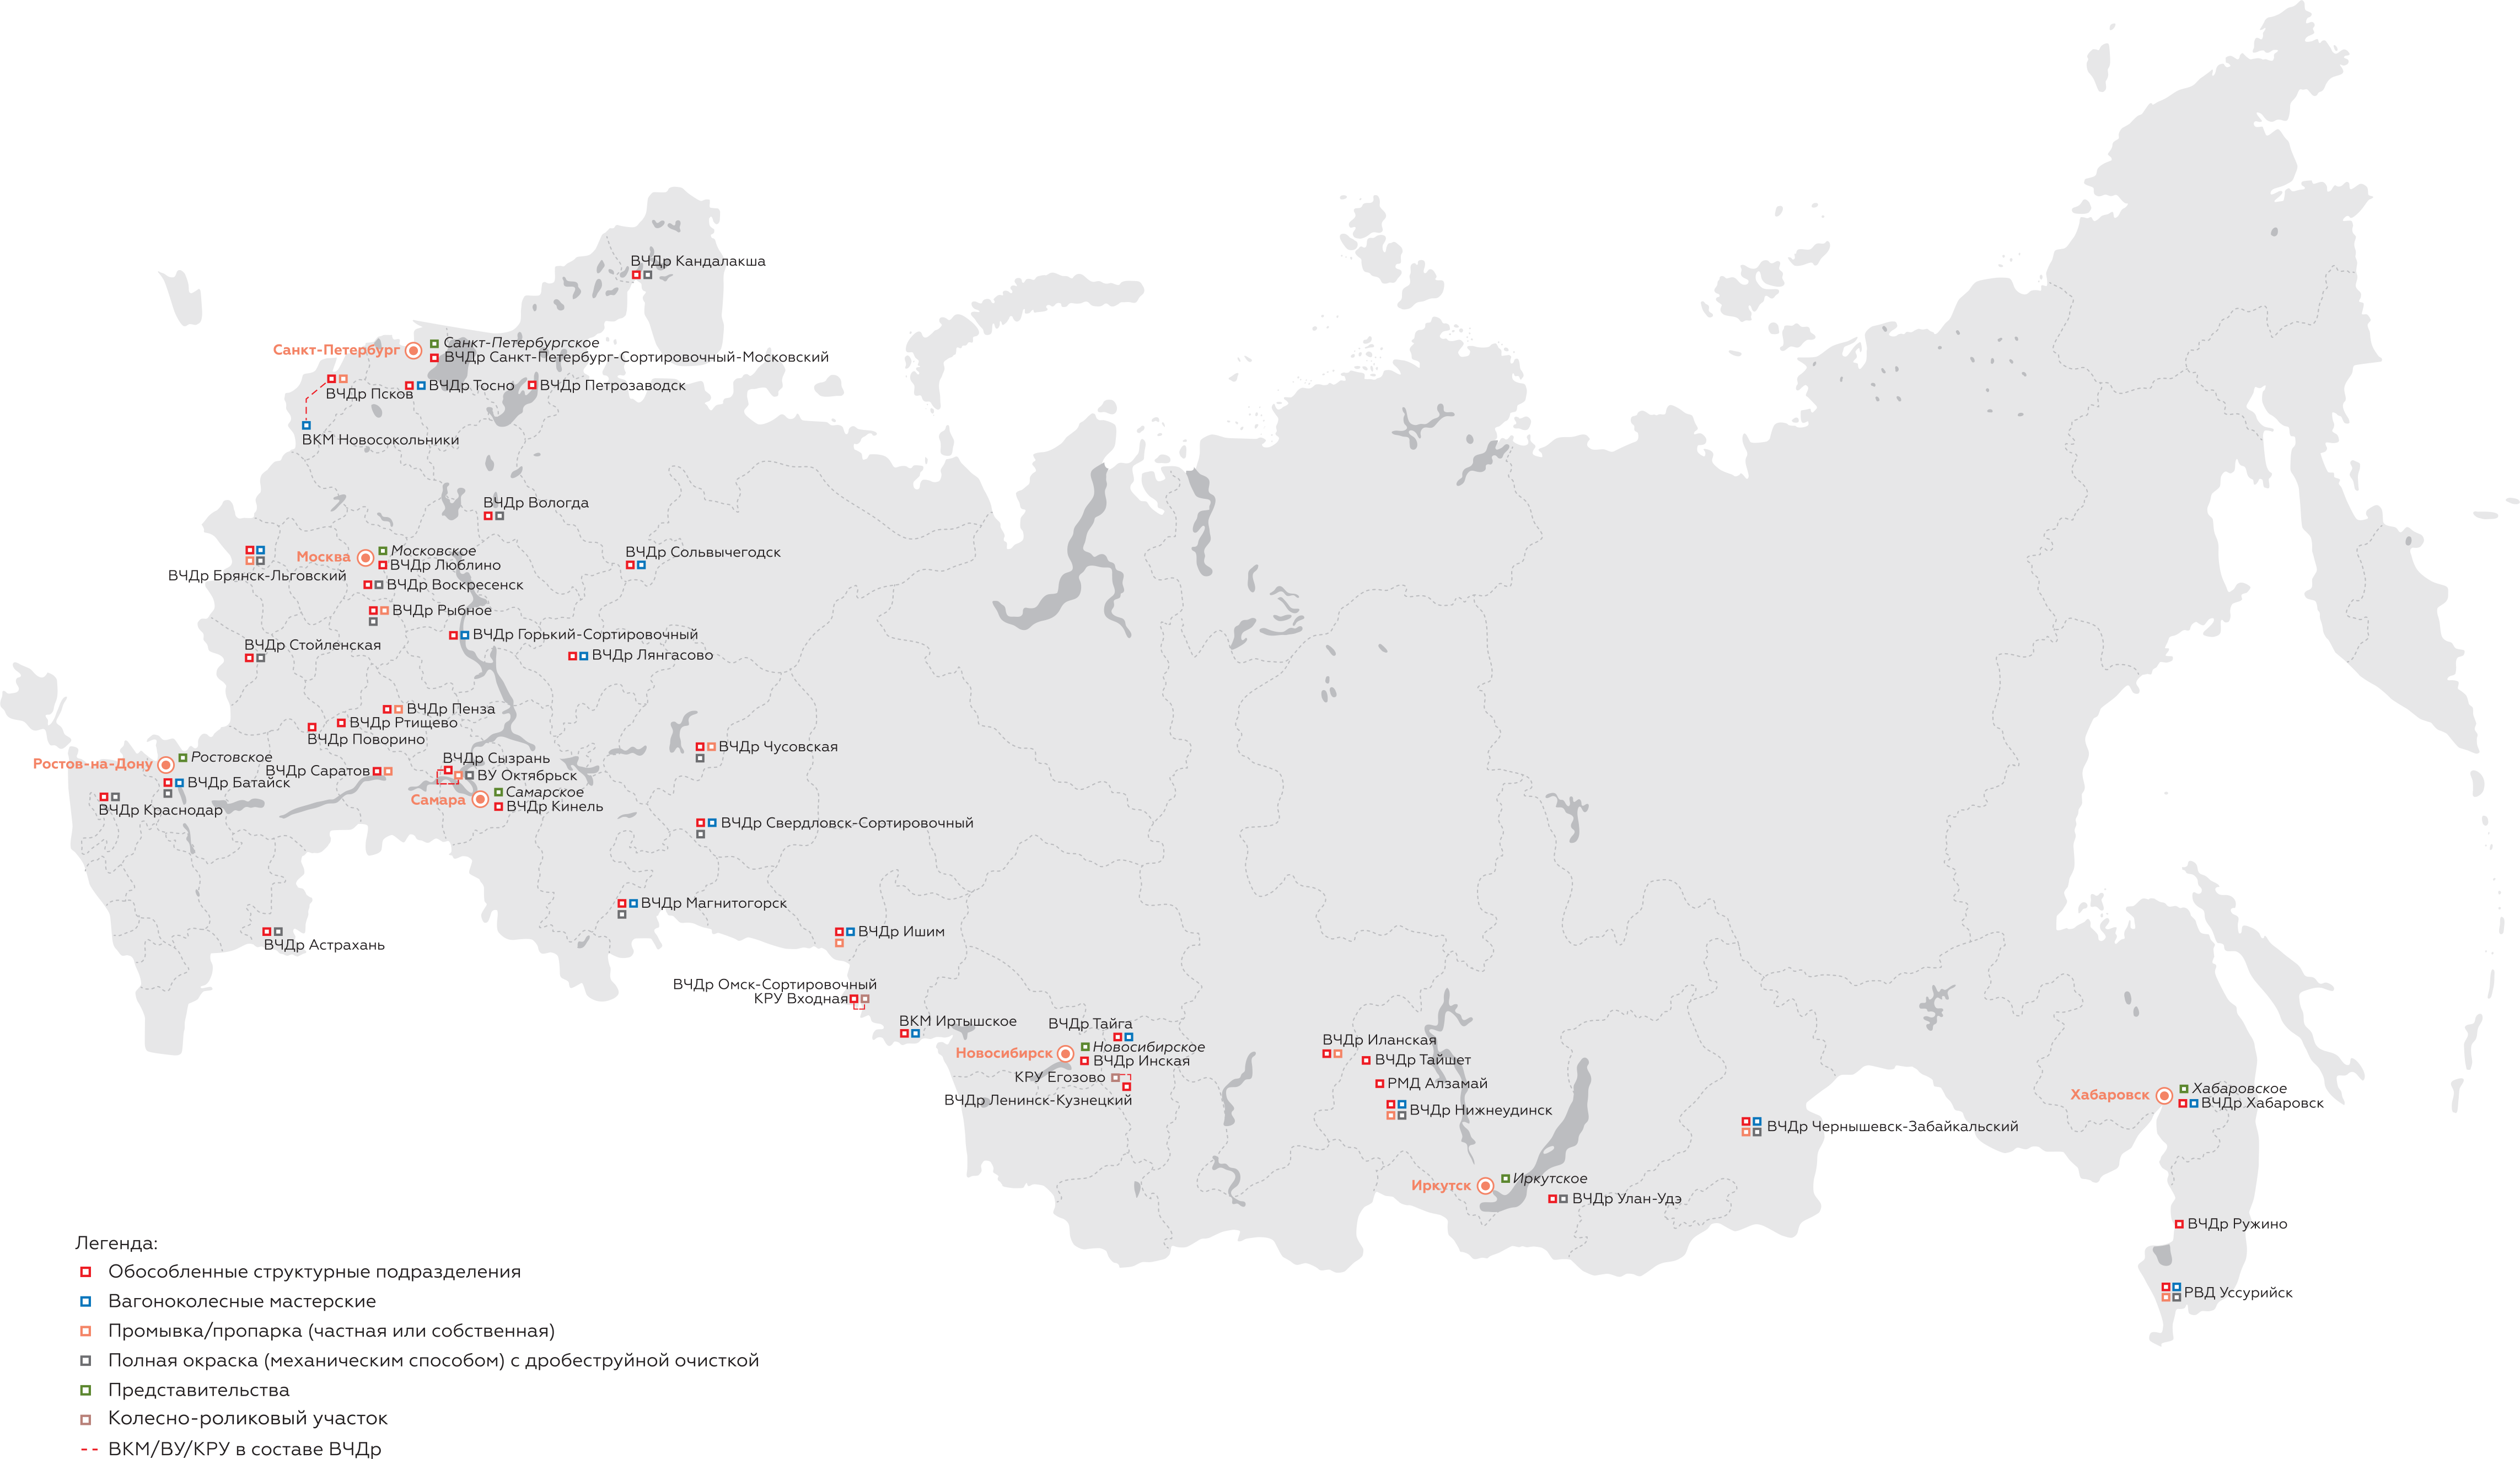 ВЧДр Кандалакша
Санкт-Петербург
Санкт-Петербургское
ВЧДр Санкт-Петербург-Сортировочный-Московский
ВЧДр Псков
ВЧДр Тосно
ВЧДр Петрозаводск
ВКМ Новосокольники
ВЧДр Вологда
Москва
Московское
ВЧДр Люблино
ВЧДр Сольвычегодск
ВЧДр Брянск-Льговский
ВЧДр Воскресенск
ВЧДр Рыбное
ВЧДр Горький-Сортировочный
ВЧДр Стойленская
ВЧДр Лянгасово
ВЧДр Пенза
ВЧДр Ртищево
ВЧДр Поворино
ВЧДр Чусовская
Ростов-на-Дону
Ростовское
ВЧДр Сызрань
ВЧДр Саратов
ВУ Октябрьск
ВЧДр Батайск
Самара
Самарское
ВЧДр Кинель
ВЧДр Краснодар
ВЧДр Свердловск-Сортировочный
ВЧДр Магнитогорск
ВЧДр Астрахань
ВЧДр Ишим
ВЧДр Омск-Сортировочный
КРУ Входная
ВКМ Иртышское
ВЧДр Тайга
Новосибирск
Новосибирское
ВЧДр Инская
КРУ Егозово
ВЧДр Ленинск-Кузнецкий
ВЧДр Иланская
ВЧДр Тайшет
РМД Алзамай
ВЧДр Нижнеудинск
Хабаровск
Хабаровское
ВЧДр Хабаровск
ВЧДр Чернышевск-Забайкальский
Иркутск
Иркутское
ВЧДр Улан-Удэ
ВЧДр Ружино
РВД Уссурийск
Легенда:
Обособленные структурные подразделения
Вагоноколесные мастерские
Промывка/пропарка (частная или собственная)
Полная окраска (механическим способом) с дробеструйной очисткой
Представительства
Колесно-роликовый участок
ВКМ/ВУ/КРУ в составе ВЧДр